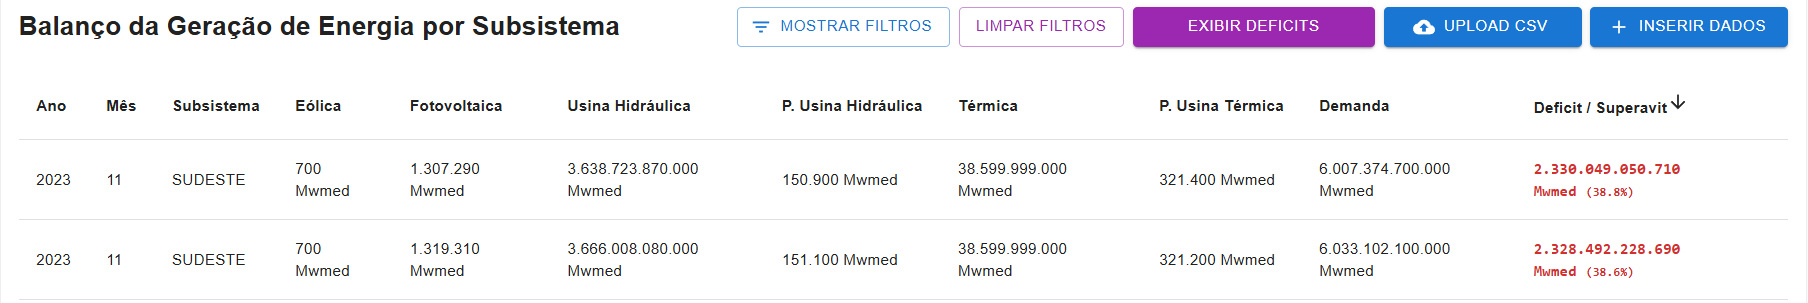 Balanço da Geração de Energia por Subsistema
MOSTRAR FILTROS
LIMPAR FILTROS
EXIBIR DEFICITS
UPLOAD CSV
INSERIR DADOS
Ano Mês Subsistema Eólica Fotovoltaica Usina Hidráulica P. Usina Hidráulica Térmica P. Usina Térmica Demanda Deficit / Superavit
2023 11 SUDESTE
700
Mwmed
1.307.290
Mwmed
3.638.723.870.000
Mwmed
150.900 Mwmed
38.599.999.000
Mwmed
321.400 Mwmed
6.007.374.700.000
Mwmed
2.330.049.050.710
Mwmed (38.8%)
2023 11 SUDESTE
700
Mwmed
1.319.310
Mwmed
3.666.008.080.000
Mwmed
151.100 Mwmed
38.599.999.000
Mwmed
321.200 Mwmed
6.033.102.100.000
Mwmed
2.328.492.228.690
Mwmed (38.6%)